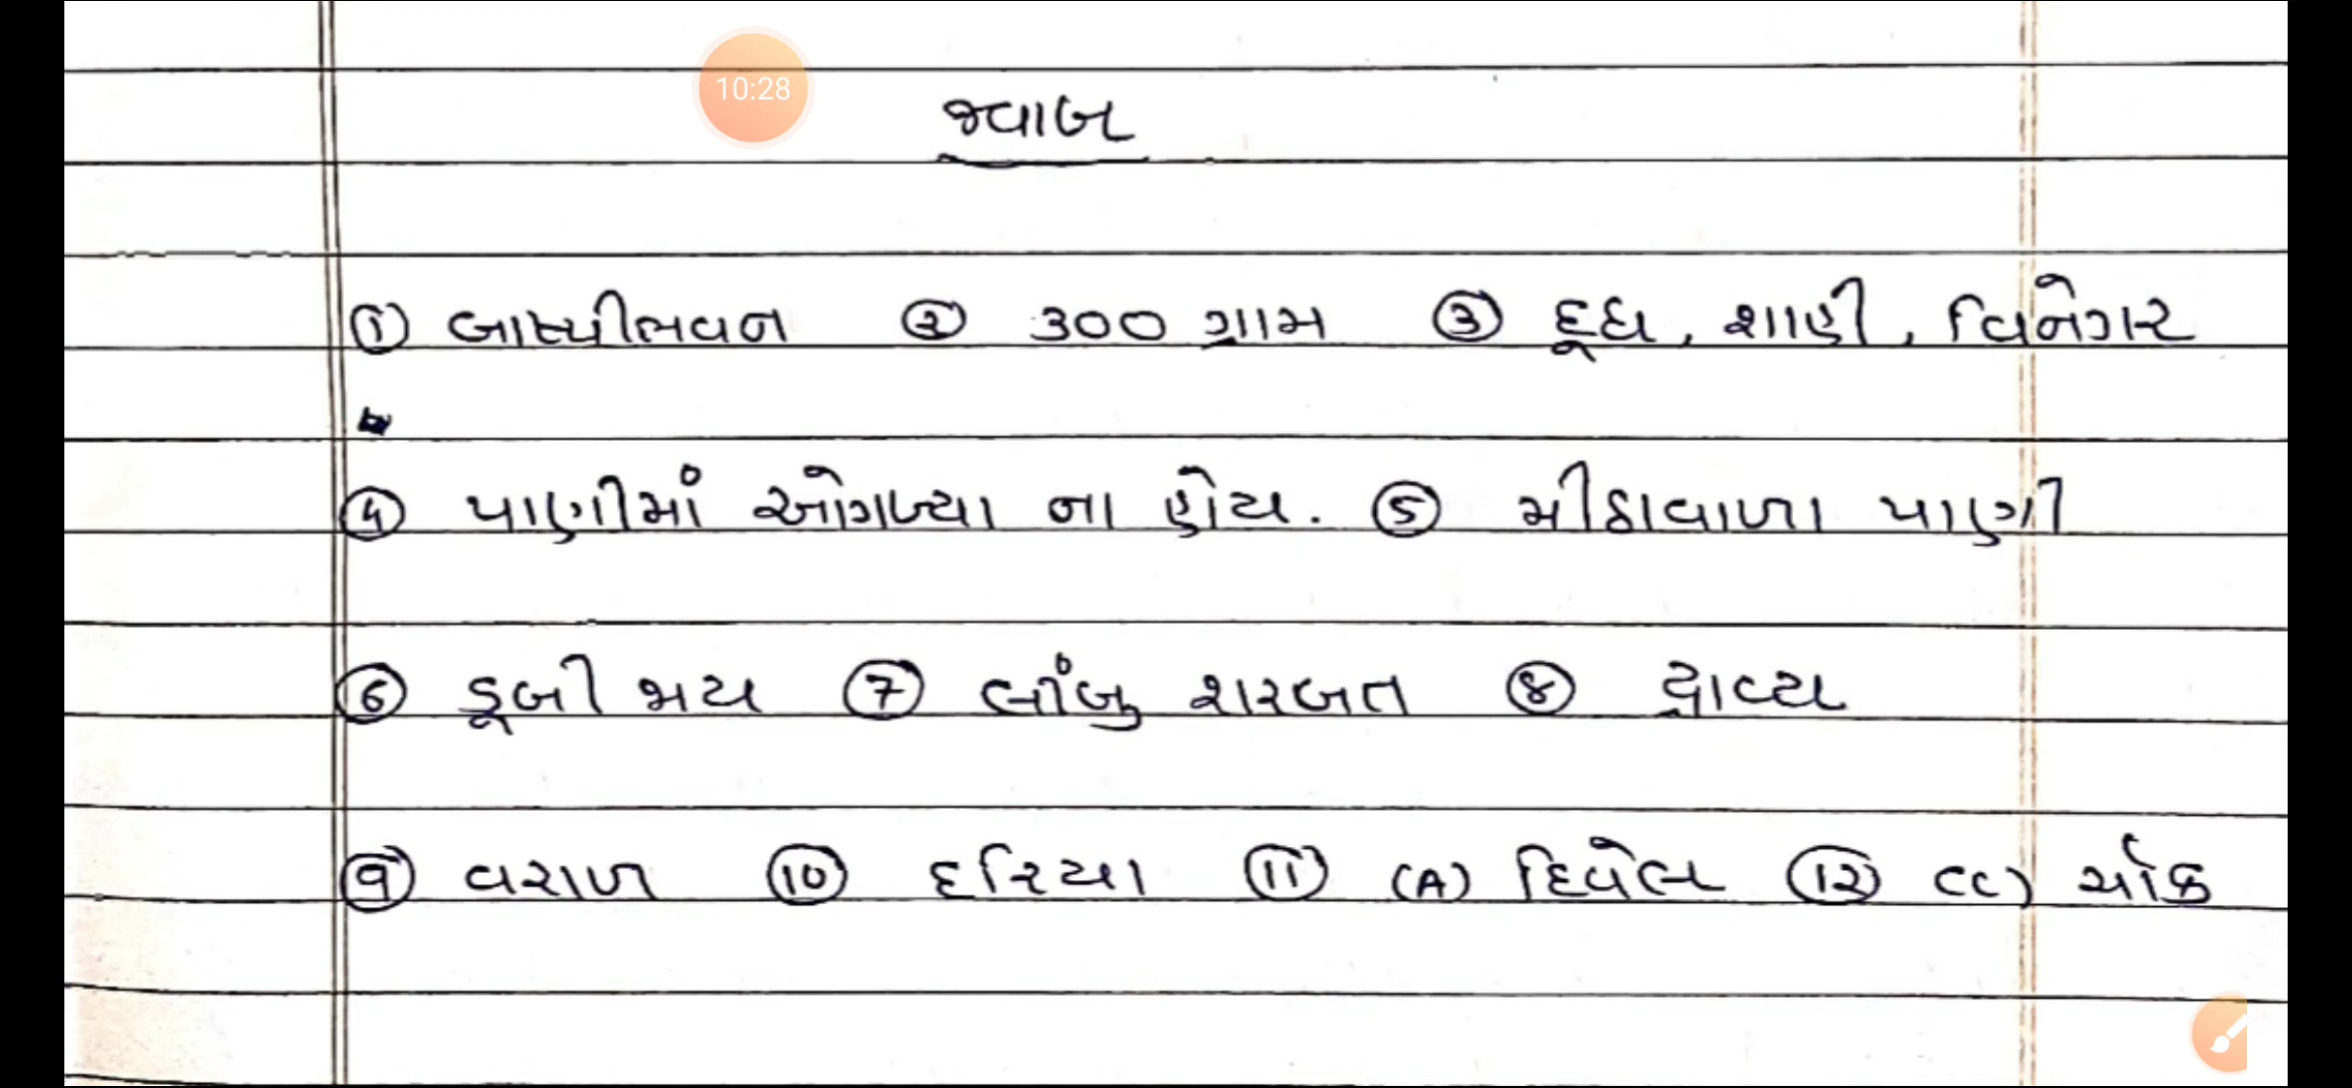 10:28
જવાબ
① બાષ્પીભવન ② 300 ગ્રામ ③ દૂધ, શાહી, વિનેગર
④ પાણીમાં ઓગળ્યા ના હોય. ⑤ મીઠાવાળા પાણી
⑥ ડૂબી જાય ⑦ લીંબુ શરબત ⑧ દ્રાવ્ય
⑨ વરાળ ⑩ દરિયા ⑪ (A) દિવેલ ⑫ (C) ચોક